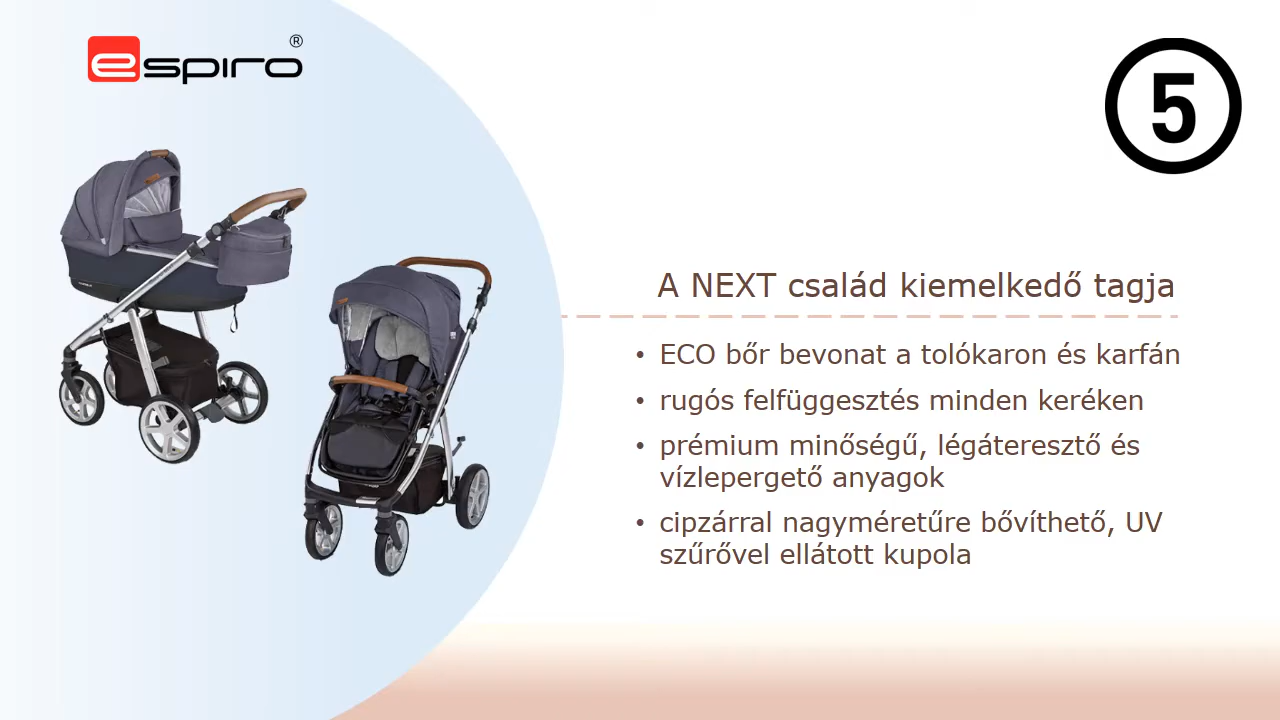 espiro®
5
A NEXT család kiemelkedő tagja
• ECO bőr bevonat a tolókaron és karfán
• rugós felfüggesztés minden keréken
• prémium minőségű, légáteresztő és
vízlepergető anyagok
• cipzárral nagyméretűre bővíthető, UV
szűrővel ellátott kupola